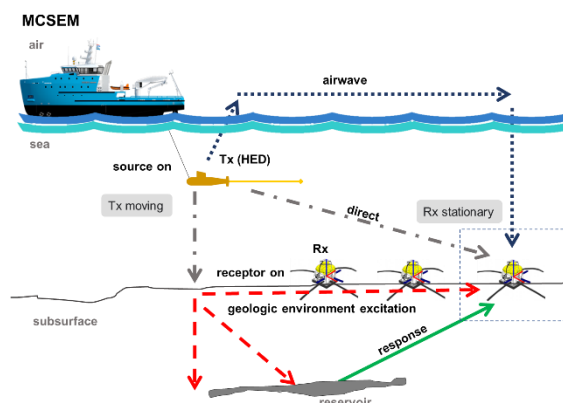 MCSEM
air
airwave
sea
Tx (HED)
source on
Tx moving
direct
Rx stationary
Rx
receptor on
geologic environment excitation
subsurface
response
reservoir